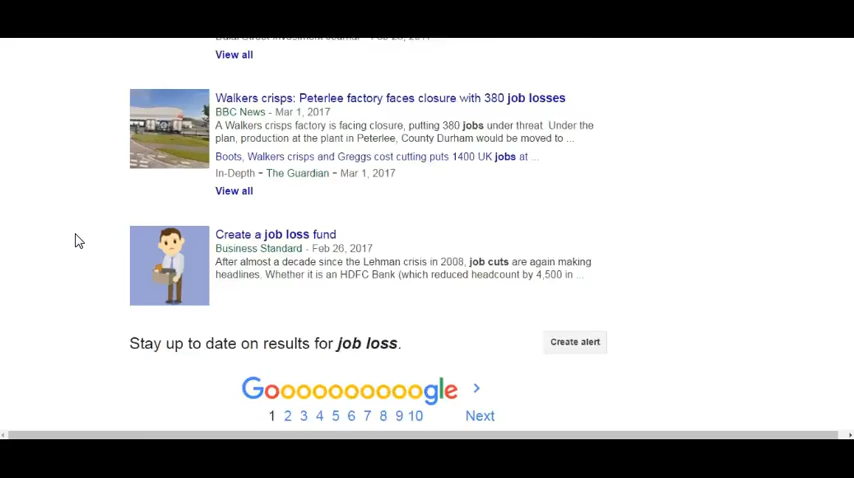 View all
Walkers crisps: Peterlee factory faces closure with 380 job losses
BBC News - Mar 1, 2017
A Walkers crisps factory is facing closure, putting 380 jobs under threat. Under the
plan, production at the plant in Peterlee, County Durham would be moved to ...
Boots, Walkers crisps and Greggs cost cutting puts 1400 UK jobs at ...
In-Depth - The Guardian - Mar 1, 2017
View all
Create a job loss fund
Business Standard - Feb 26, 2017
After almost a decade since the Lehman crisis in 2008, job cuts are again making
headlines. Whether it is an HDFC Bank (which reduced headcount by 4,500 in ...
Stay up to date on results for job loss.
Create alert
Goooooooooogle >
1 2 3 4 5 6 7 8 9 10 Next